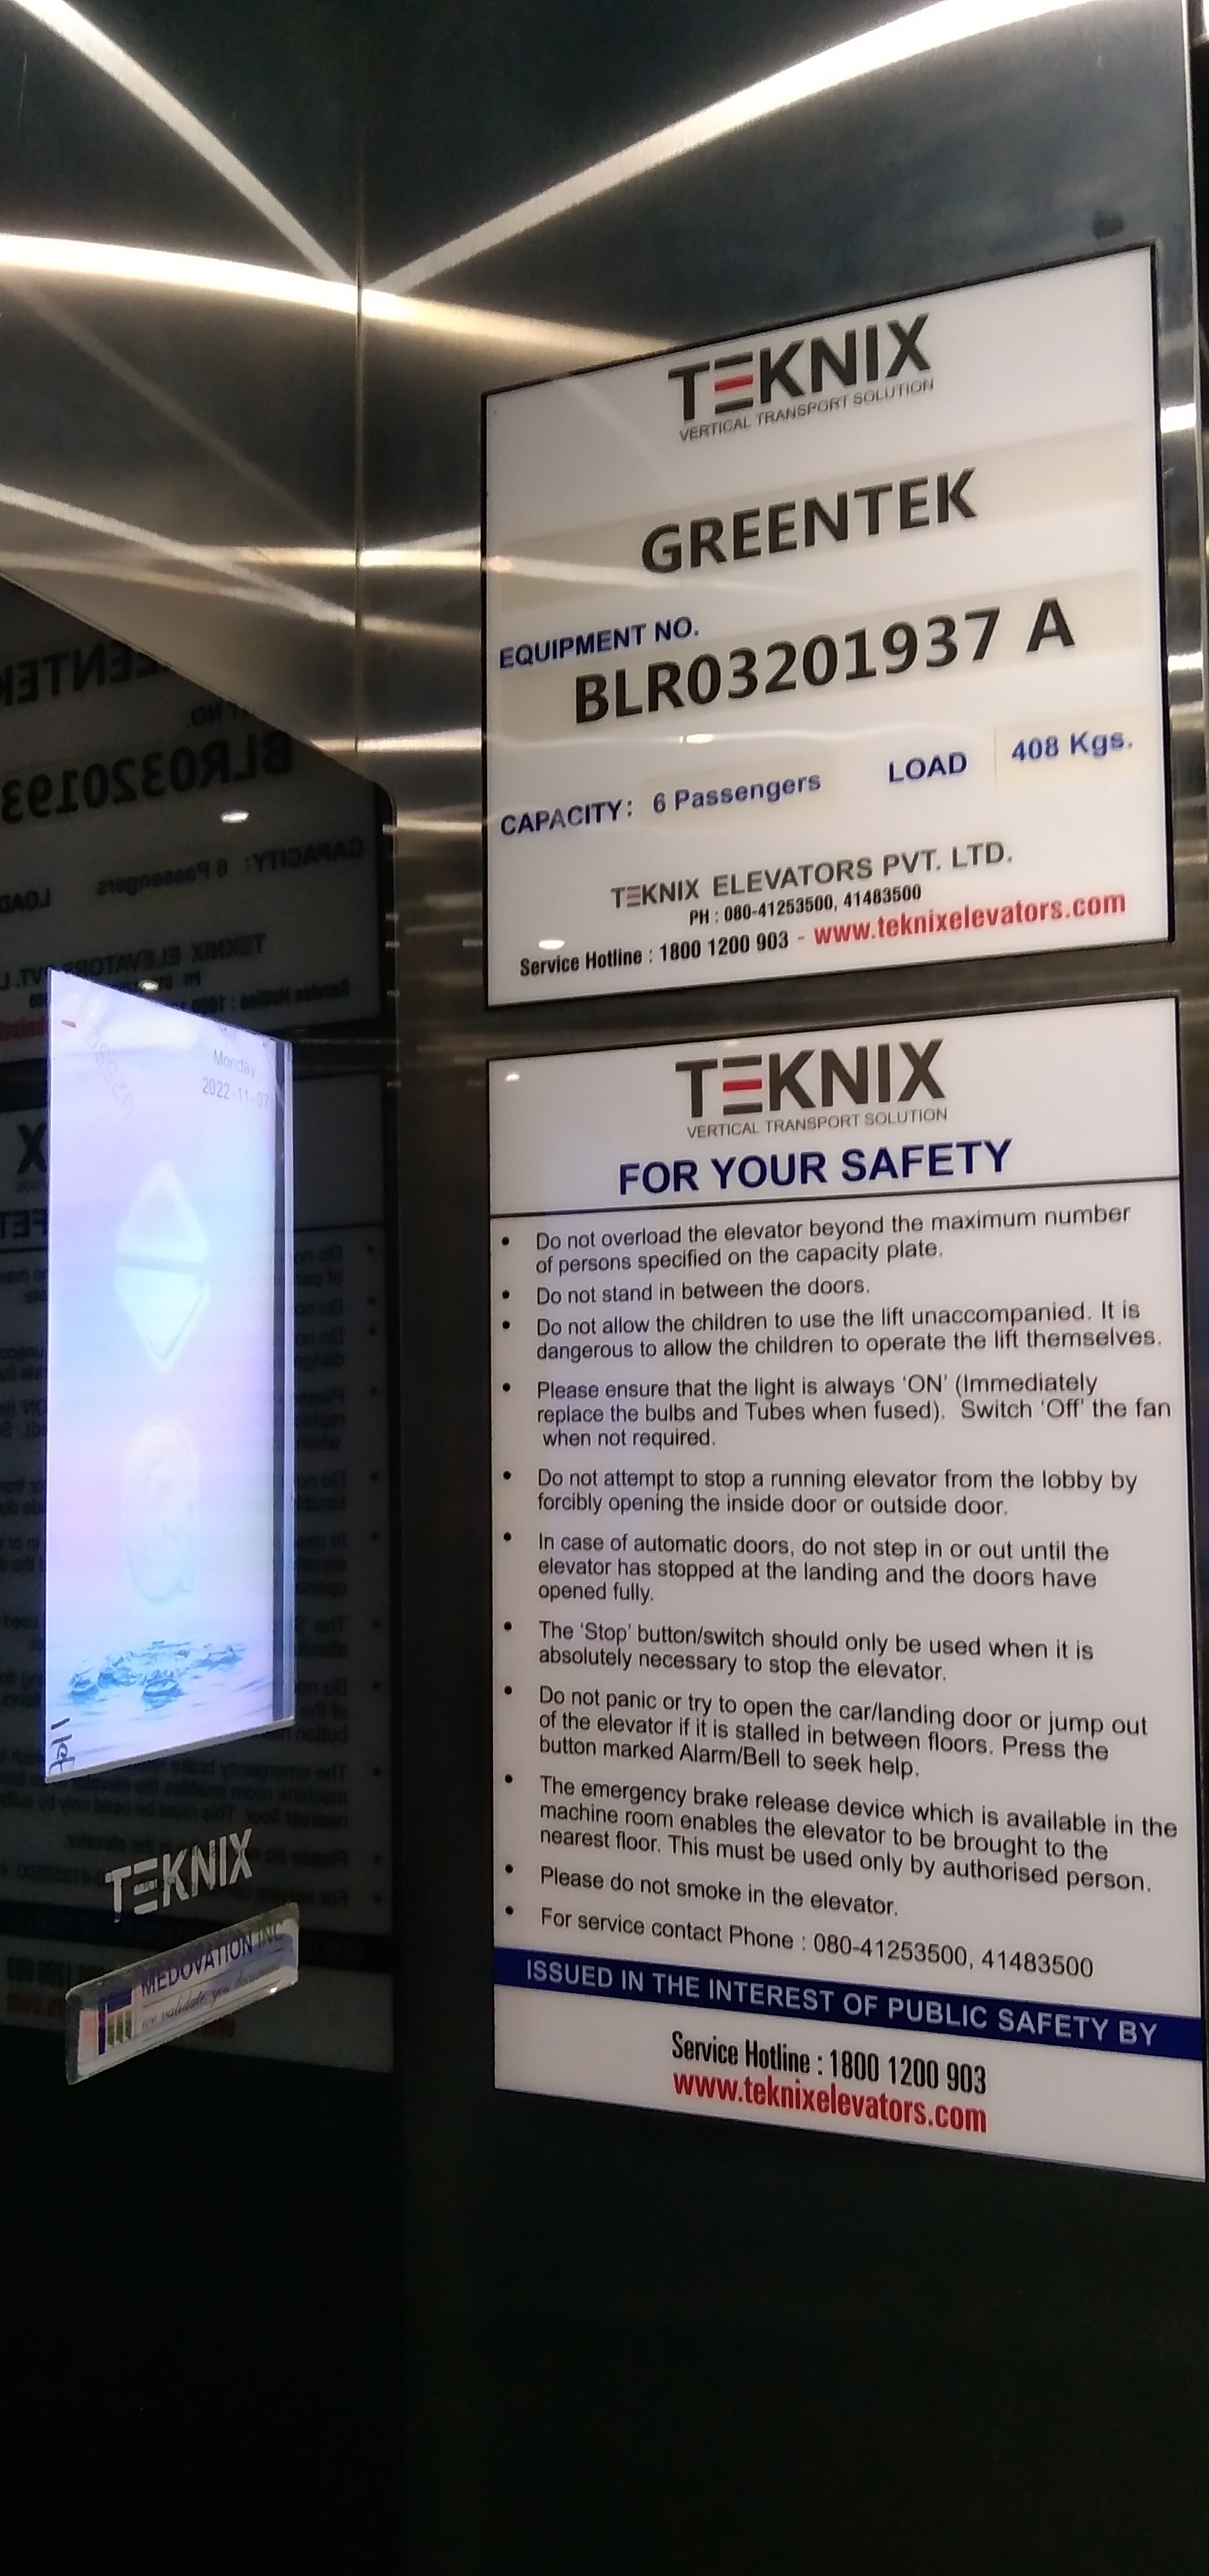 TEKNIX
VERTICAL TRANSPORT SOLUTION
GREENTEK
EQUIPMENT NO.
BLR03201937 A
CAPACITY: 6 Passengers LOAD 408 Kgs.
TEKNIX ELEVATORS PVT. LTD.
PH : 080-41253500, 41483500
Service Hotline : 1800 1200 903 - www.teknixelevators.com
TEKNIX
VERTICAL TRANSPORT SOLUTION
FOR YOUR SAFETY
• Do not overload the elevator beyond the maximum number
of persons specified on the capacity plate.
• Do not stand in between the doors.
• Do not allow the children to use the lift unaccompanied. It is
dangerous to allow the children to operate the lift themselves.
• Please ensure that the light is always ‘ON’ (Immediately
replace the bulbs and Tubes when fused). Switch ‘Off’ the fan
when not required.
• Do not attempt to stop a running elevator from the lobby by
forcibly opening the inside door or outside door.
• In case of automatic doors, do not step in or out until the
elevator has stopped at the landing and the doors have
opened fully.
• The ‘Stop’ button/switch should only be used when it is
absolutely necessary to stop the elevator.
• Do not panic or try to open the car/landing door or jump out
of the elevator if it is stalled in between floors. Press the
button marked Alarm/Bell to seek help.
• The emergency brake release device which is available in the
machine room enables the elevator to be brought to the
nearest floor. This must be used only by authorised person.
• Please do not smoke in the elevator.
• For service contact Phone : 080-41253500, 41483500
ISSUED IN THE INTEREST OF PUBLIC SAFETY BY
Service Hotline : 1800 1200 903
www.teknixelevators.com
Monday
2022-11-07
G
TEKNIX
MEDOVATION INC
we validate you